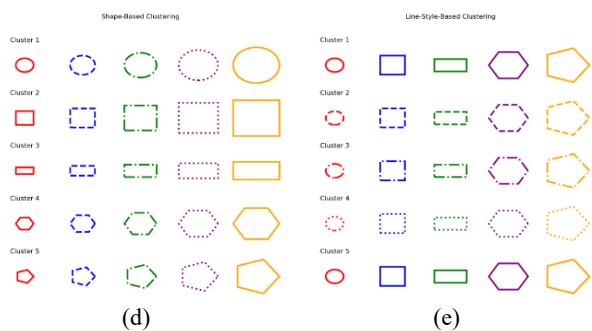 Shape-Based Clustering
Cluster 1
Cluster 2
Cluster 3
Cluster 4
Cluster 5
(d)
Line-Style-Based Clustering
Cluster 1
Cluster 2
Cluster 3
Cluster 4
Cluster 5
(e)